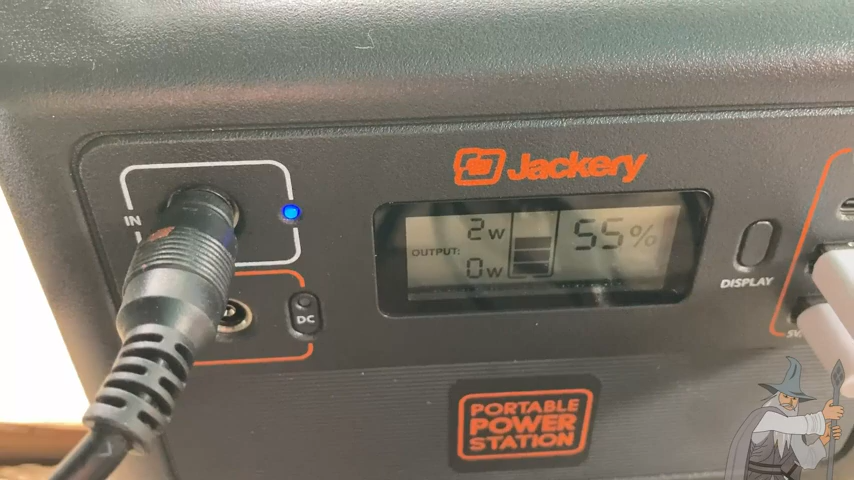 Jackery
IN
2w
55%
OUTPUT:
0w
DISPLAY
DC
PORTABLE
POWER
STATION